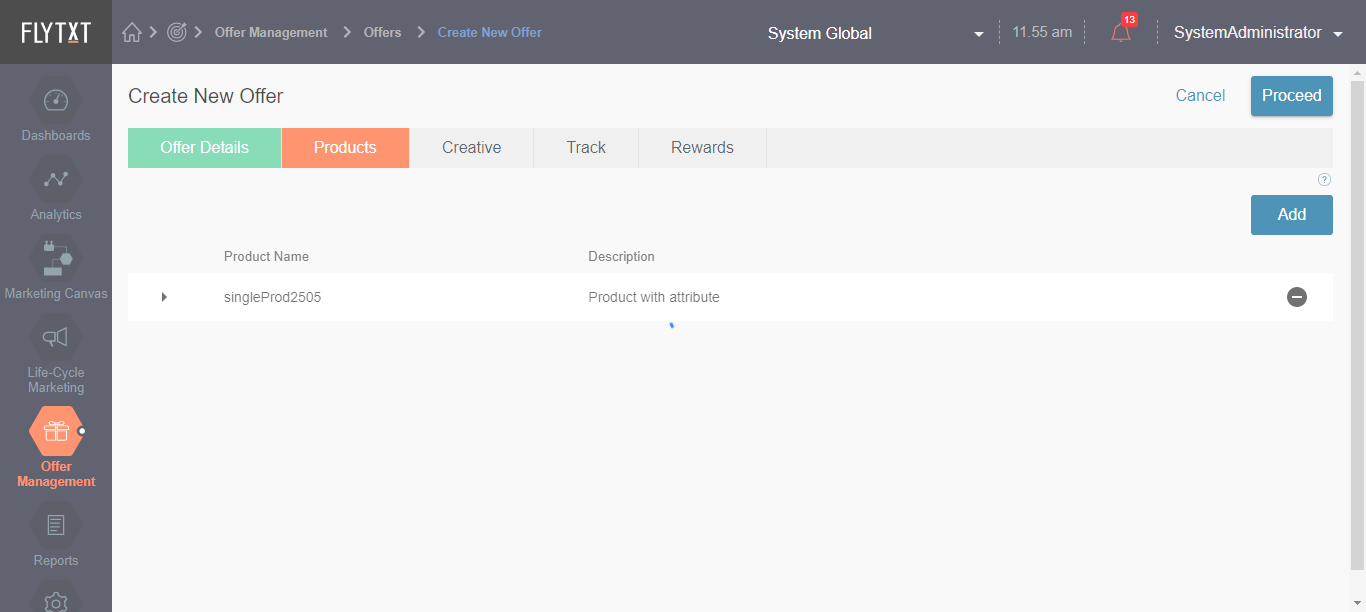 FLYTXT
Offer Management
Offers
Create New Offer
System Global
11.55 am
13
SystemAdministrator
Dashboards
Analytics
Marketing Canvas
Life-Cycle
Marketing
Offer
Management
Reports
Create New Offer
Cancel
Proceed
Offer Details
Products
Creative
Track
Rewards
?
Add
Product Name
Description
singleProd2505
Product with attribute